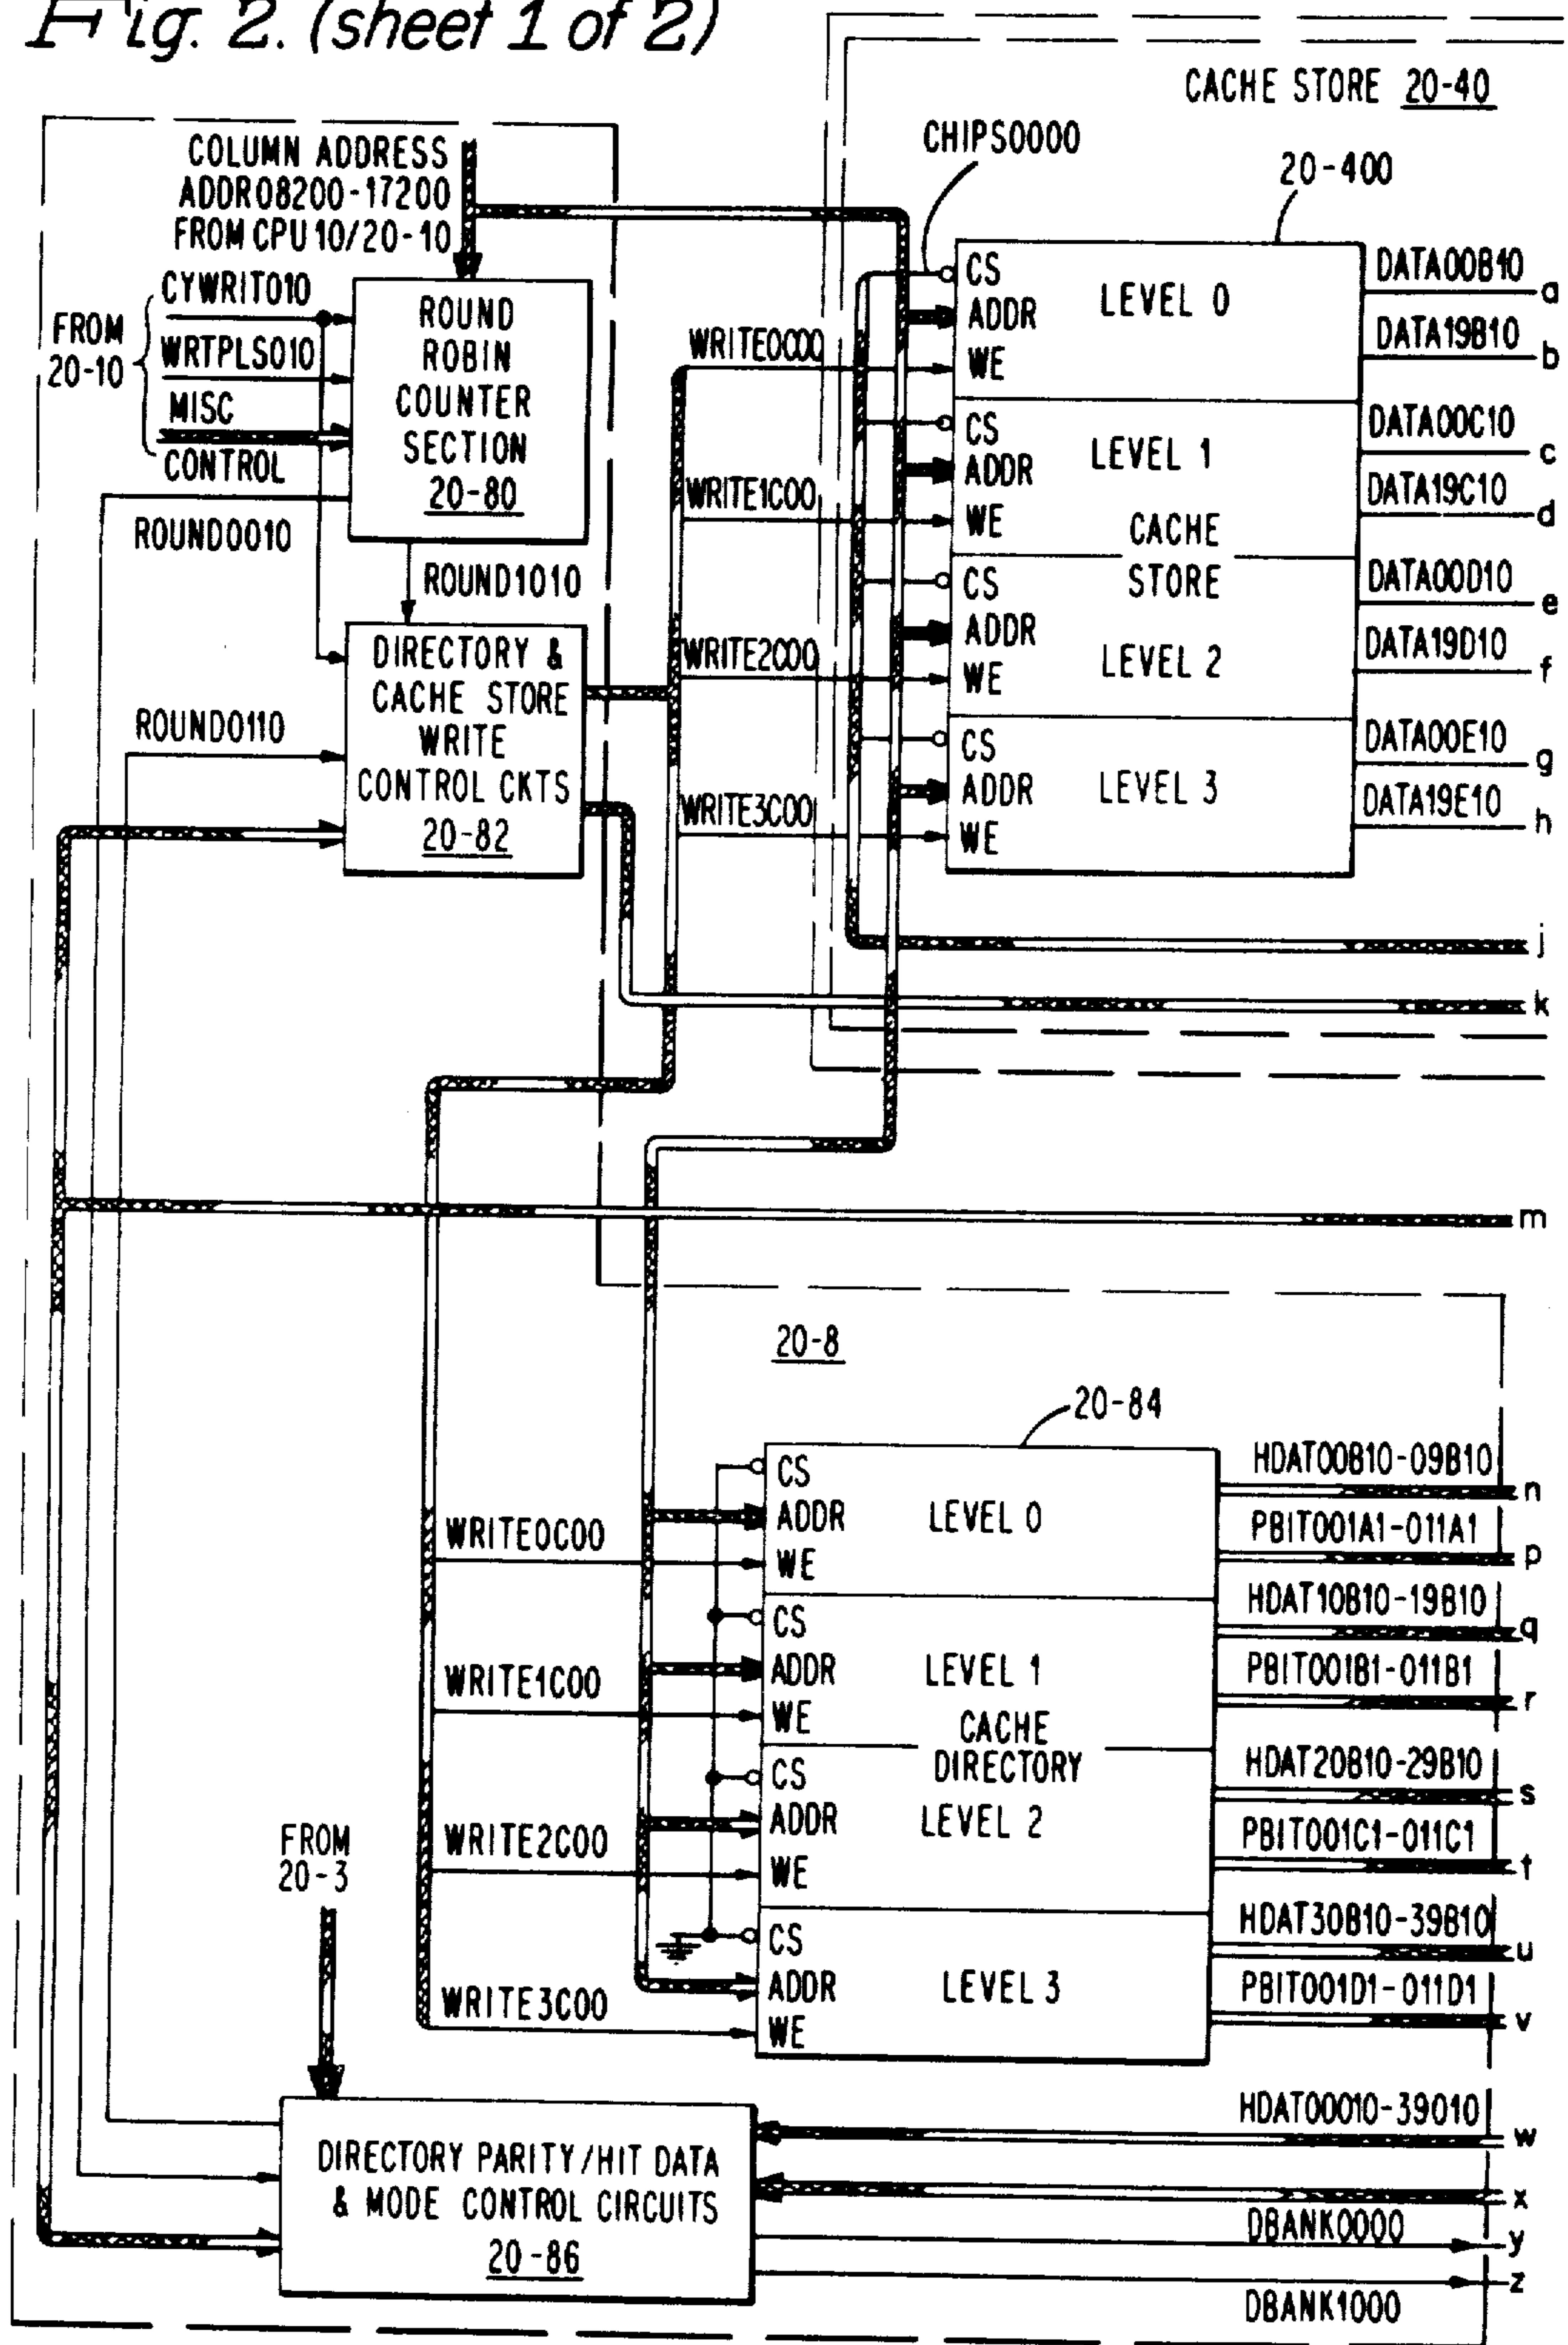 Fig. 2. (sheet 1 of 2)
CACHE STORE 20-40
COLUMN ADDRESS
ADDR08200-17200
FROM CPU 10/20-10
CHIPS0000
20-400
FROM
20-10
CYWRIT010
WRTPLS010
MISC
CONTROL
ROUND
ROBIN
COUNTER
SECTION
20-80
ROUND0010
ROUND1010
DIRECTORY &
CACHE STORE
WRITE
CONTROL CKTS
20-82
ROUND0110
WRITE0C00
WRITE1C00
WRITE2C00
WRITE3C00
CS
ADDR
WE
LEVEL 0
CS
ADDR
WE
LEVEL 1
CACHE
STORE
CS
ADDR
WE
LEVEL 2
CS
ADDR
WE
LEVEL 3
DATA00B10
a
DATA19B10
b
DATA00C10
c
DATA19C10
d
DATA00D10
e
DATA19D10
f
DATA00E10
g
DATA19E10
h
j
k
m
20-8
20-84
WRITE0C00
WRITE1C00
WRITE2C00
WRITE3C00
CS
ADDR
WE
LEVEL 0
CS
ADDR
WE
LEVEL 1
CACHE
DIRECTORY
CS
ADDR
WE
LEVEL 2
CS
ADDR
WE
LEVEL 3
HDAT00B10-09B10
n
PBIT001A1-011A1
p
HDAT10B10-19B10
q
PBIT001B1-011B1
r
HDAT20B10-29B10
s
PBIT001C1-011C1
t
HDAT30B10-39B10
u
PBIT001D1-011D1
v
FROM
20-3
DIRECTORY PARITY/HIT DATA
& MODE CONTROL CIRCUITS
20-86
HDAT00010-39010
w
x
DBANK0000
y
z
DBANK1000